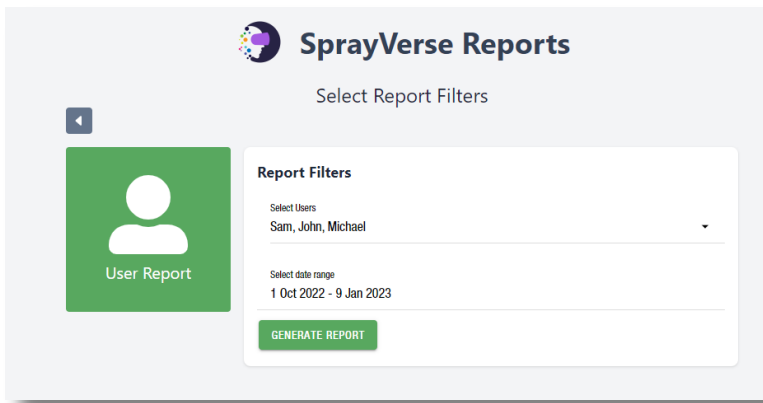 SprayVerse Reports
Select Report Filters
User Report
Report Filters
Select Users
Sam, John, Michael
Select date range
1 Oct 2022 - 9 Jan 2023
GENERATE REPORT